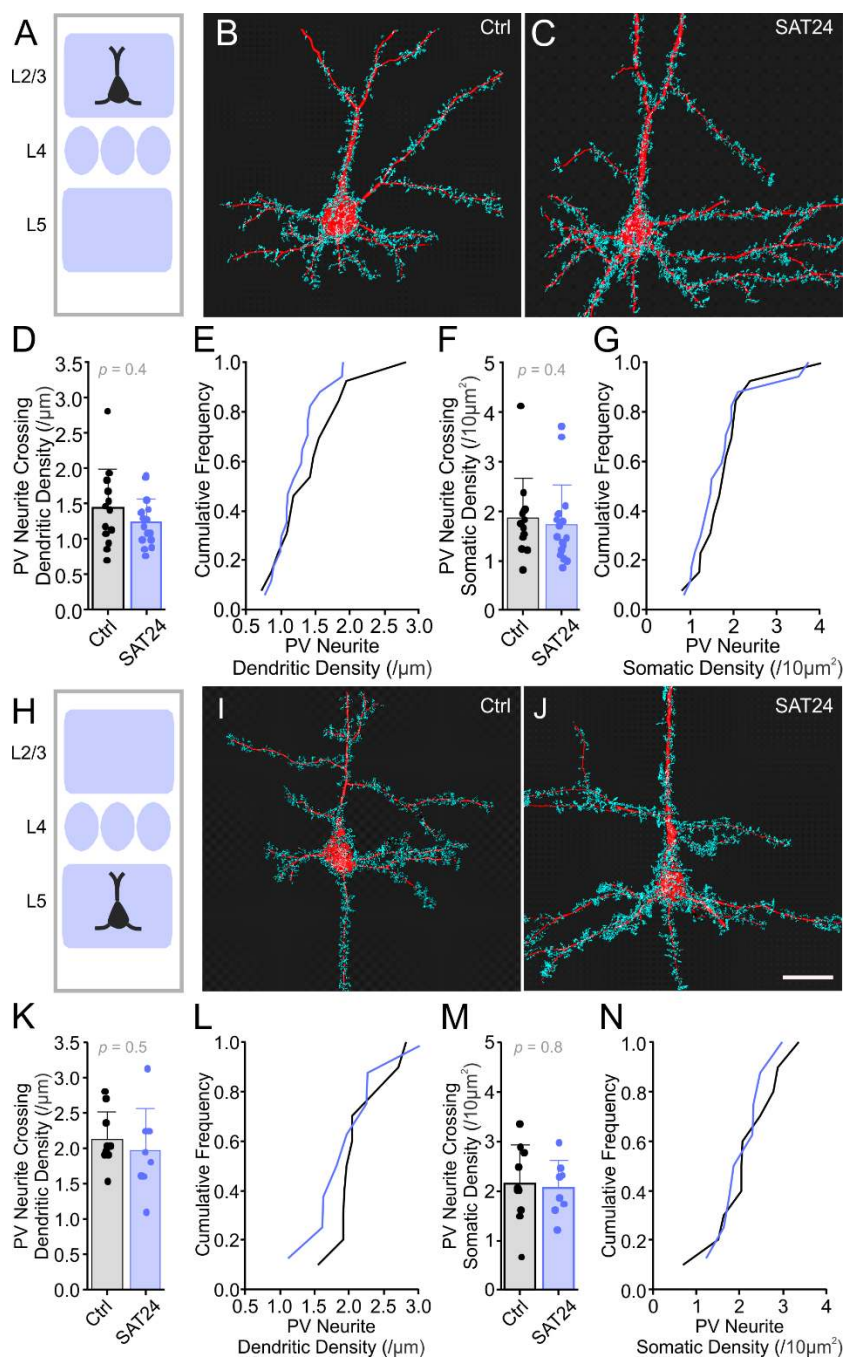 A
L2/3
L4
L5
B
Ctrl
C
SAT24
D
PV Neurite Crossing
Dendritic Density (/µm)
3.5
3.0
2.5
2.0
1.5
1.0
0.5
0.0
p = 0.4
Ctrl
SAT24
E
Cumulative Frequency
1.0
0.8
0.6
0.4
0.2
0.0
0.5
1.0
1.5
2.0
2.5
3.0
PV Neurite
Dendritic Density (/µm)
F
PV Neurite Crossing
Somatic Density (/10µm²)
5
4
3
2
1
0
p = 0.4
Ctrl
SAT24
G
Cumulative Frequency
1.0
0.8
0.6
0.4
0.2
0.0
0
1
2
3
4
PV Neurite
Somatic Density (/10µm²)
H
L2/3
L4
L5
I
Ctrl
J
SAT24
K
PV Neurite Crossing
Dendritic Density (/µm)
3.5
3.0
2.5
2.0
1.5
1.0
0.5
0.0
p = 0.5
Ctrl
SAT24
L
Cumulative Frequency
1.0
0.8
0.6
0.4
0.2
0.0
0.5
1.0
1.5
2.0
2.5
3.0
PV Neurite
Dendritic Density (/µm)
M
PV Neurite Crossing
Somatic Density (/10µm²)
5
4
3
2
1
0
p = 0.8
Ctrl
SAT24
N
Cumulative Frequency
1.0
0.8
0.6
0.4
0.2
0.0
0
1
2
3
4
PV Neurite
Somatic Density (/10µm²)